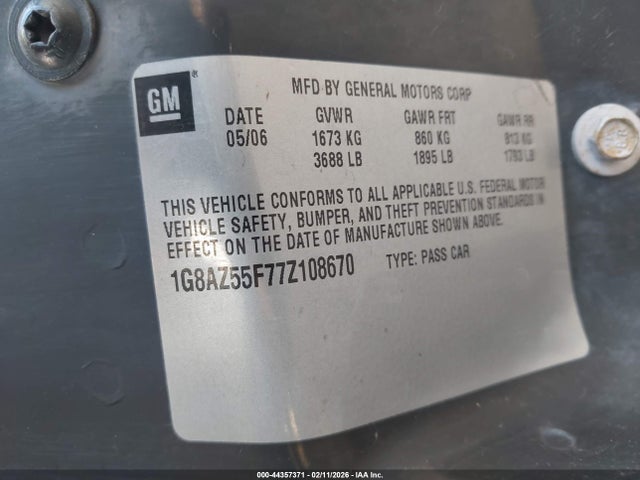 GM
MFD BY GENERAL MOTORS CORP
DATE GVWR GAWR FRT GAWR RR
05/06 1673 KG 860 KG 813 KG
3688 LB 1895 LB 1793 LB
THIS VEHICLE CONFORMS TO ALL APPLICABLE U.S. FEDERAL MOTOR
VEHICLE SAFETY, BUMPER, AND THEFT PREVENTION STANDARDS IN
EFFECT ON THE DATE OF MANUFACTURE SHOWN ABOVE.
1G8AZ55F77Z108670 TYPE: PASS CAR
000-44357371 - 02/11/2026 - IAA Inc.